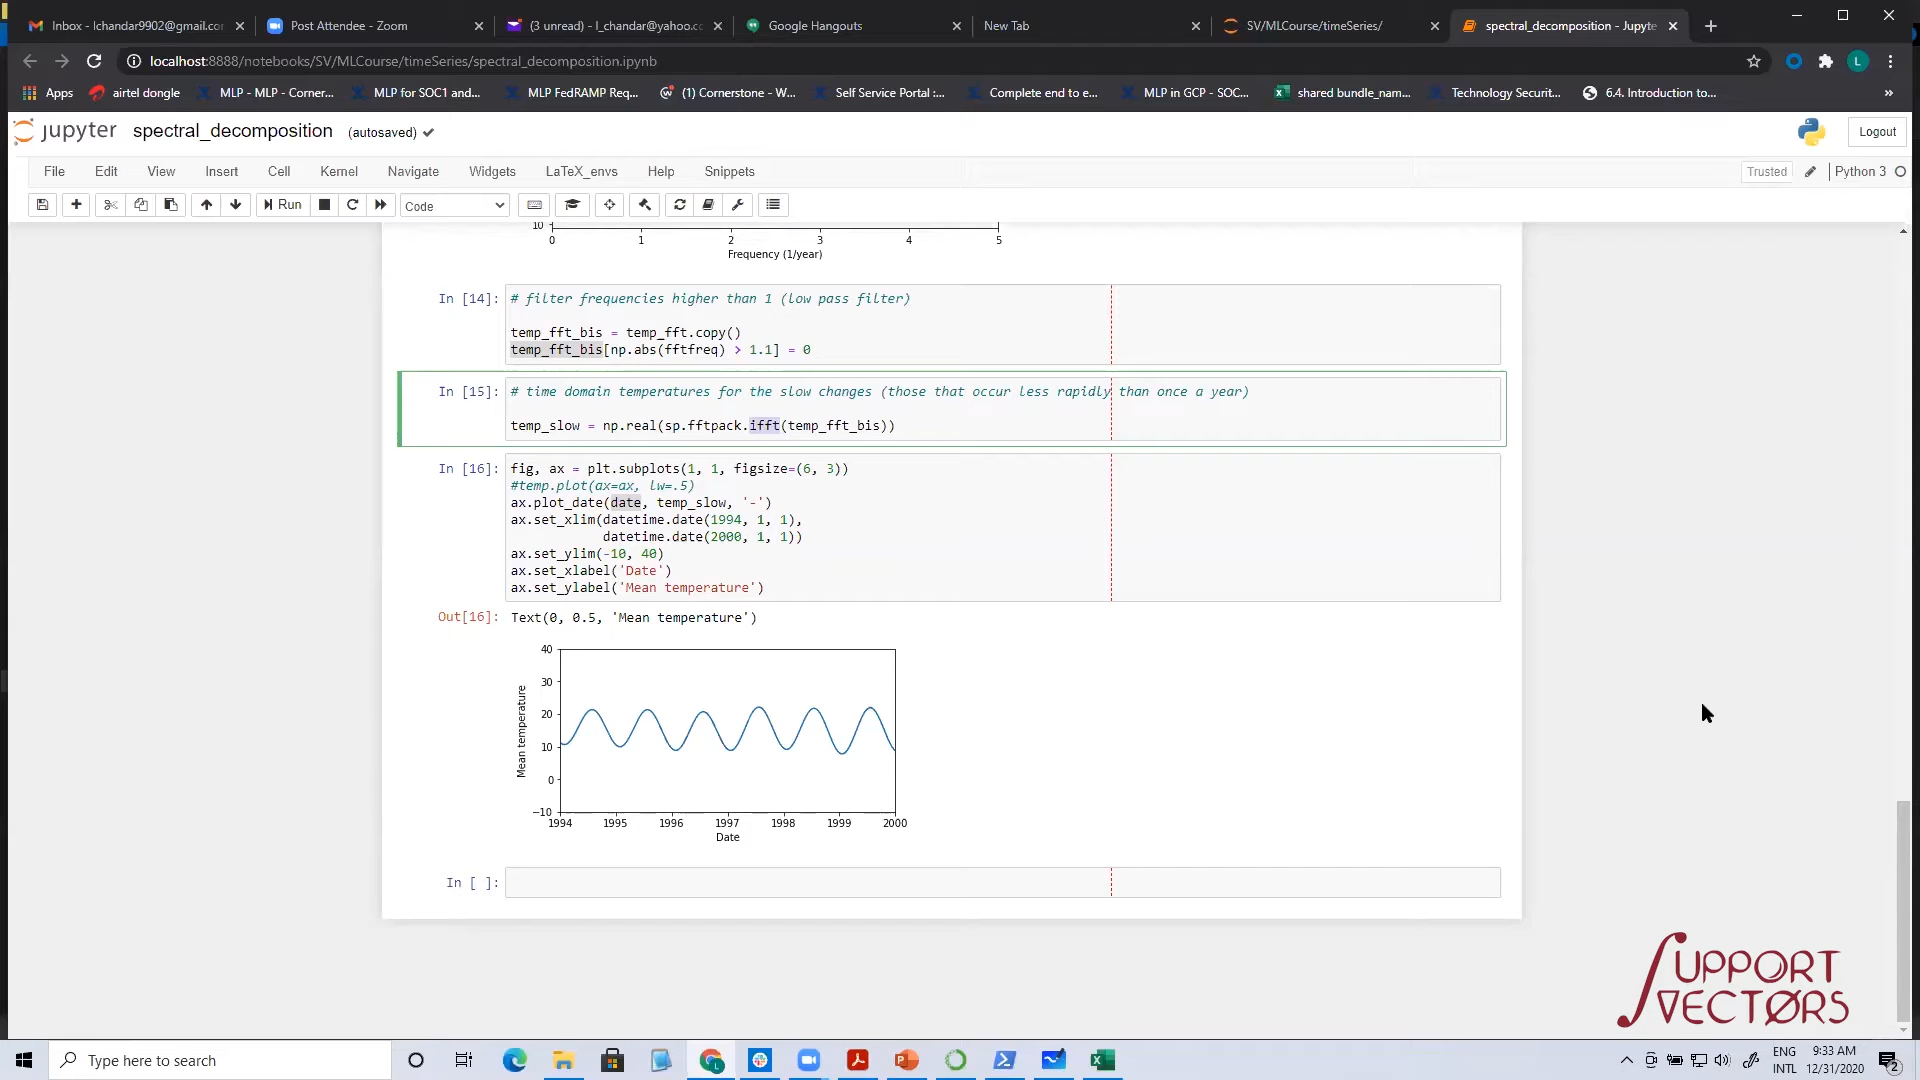 Inbox - lchandar9902@gmail.co
Post Attendee - Zoom
(3 unread) - l_chandar@yahoo.cc
Google Hangouts
New Tab
SV/MLCourse/timeSeries/
spectral_decomposition - Jupyte
localhost:8888/notebooks/SV/MLCourse/timeSeries/spectral_decomposition.ipynb
L
Apps
airtel dongle
MLP - MLP - Corner...
MLP for SOC1 and...
MLP FedRAMP Req...
(1) Cornerstone - W...
Self Service Portal :...
Complete end to e...
MLP in GCP - SOC...
shared bundle_nam...
Technology Securit...
6.4. Introduction to...
»
jupyter spectral_decomposition (autosaved)
Logout
File Edit View Insert Cell Kernel Navigate Widgets LaTeX_envs Help Snippets
Trusted
Python 3
Run
Code
10
0 1 2 3 4 5
Frequency (1/year)
In [14]: # filter frequencies higher than 1 (low pass filter)
temp_fft_bis = temp_fft.copy()
temp_fft_bis[np.abs(fftfreq) > 1.1] = 0
In [15]: # time domain temperatures for the slow changes (those that occur less rapidly than once a year)
temp_slow = np.real(sp.fftpack.ifft(temp_fft_bis))
In [16]: fig, ax = plt.subplots(1, 1, figsize=(6, 3))
#temp.plot(ax=ax, lw=.5)
ax.plot_date(date, temp_slow, '-')
ax.set_xlim(datetime.date(1994, 1, 1),
datetime.date(2000, 1, 1))
ax.set_ylim(-10, 40)
ax.set_xlabel('Date')
ax.set_ylabel('Mean temperature')
Out[16]: Text(0, 0.5, 'Mean temperature')
40
30
20
10
0
−10
Mean temperature
1994 1995 1996 1997 1998 1999 2000
Date
In [ ]:
SUPPORT
VECTORS
Type here to search
ENG
INTL
9:33 AM
12/31/2020
2